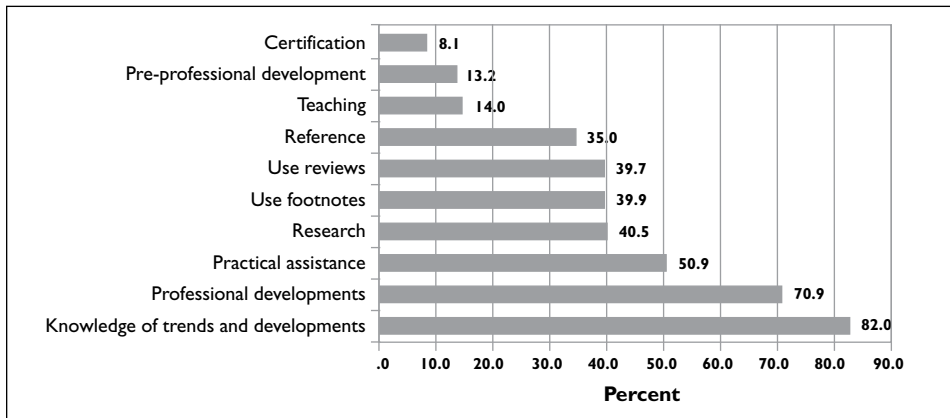 Certification 8.1
Pre-professional development 13.2
Teaching 14.0
Reference 35.0
Use reviews 39.7
Use footnotes 39.9
Research 40.5
Practical assistance 50.9
Professional developments 70.9
Knowledge of trends and developments 82.0
.0 10.0 20.0 30.0 40.0 50.0 60.0 70.0 80.0 90.0
Percent